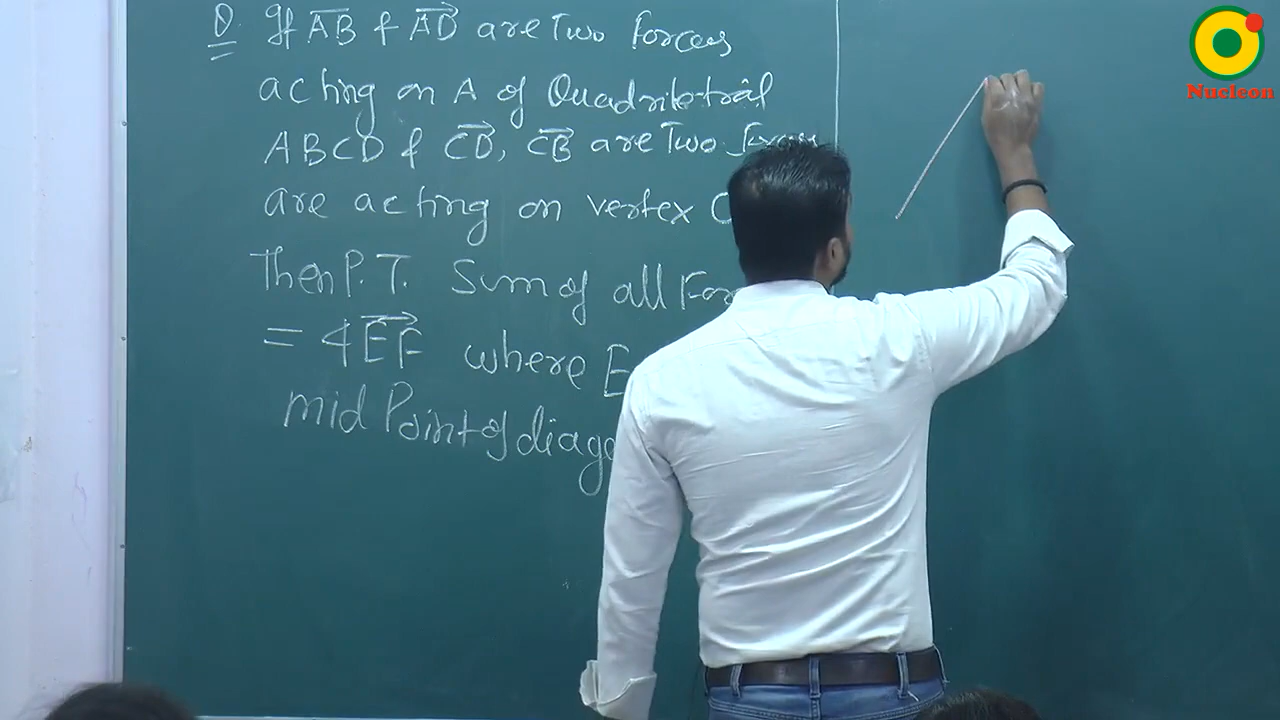 Q. If AB & AD are Two Forces
acting on A of Quadriletral
ABCD & CD, CB are Two Forces
are acting on vertex C
Then P.T. Sum of all
= 4EF where E
mid Point of
Nucleon